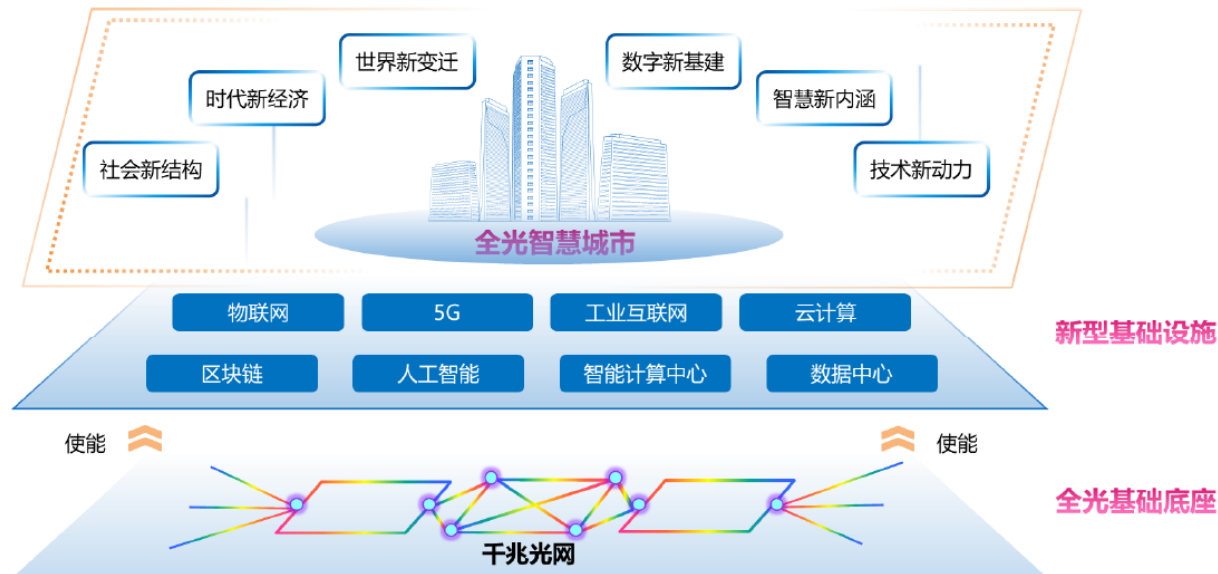 世界新变迁
数字新基建
时代新经济
智慧新内涵
社会新结构
技术新动力
全光智慧城市
物联网
5G
工业互联网
云计算
新型基础设施
区块链
人工智能
智能计算中心
数据中心
使能
使能
全光基础底座
千兆光网